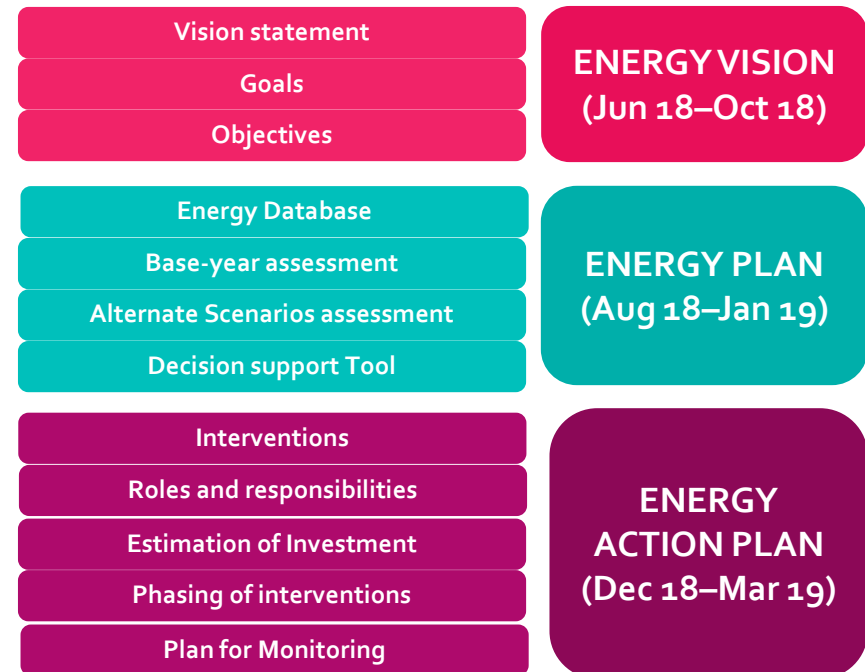 Vision statement
Goals
Objectives
ENERGY VISION
(Jun 18–Oct 18)
Energy Database
Base-year assessment
Alternate Scenarios assessment
Decision support Tool
ENERGY PLAN
(Aug 18–Jan 19)
Interventions
Roles and responsibilities
Estimation of Investment
Phasing of interventions
Plan for Monitoring
ENERGY
ACTION PLAN
(Dec 18–Mar 19)